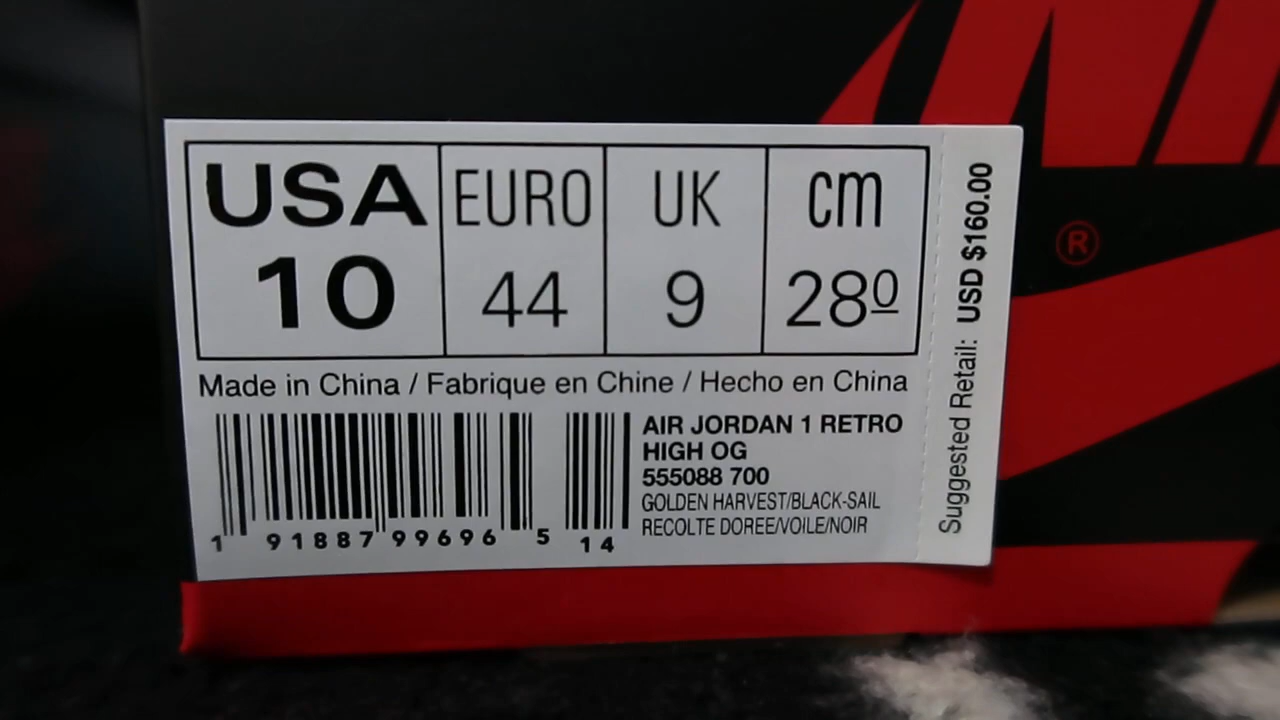 USA EURO UK cm
10 44 9 28 0
Made in China / Fabrique en Chine / Hecho en China
AIR JORDAN 1 RETRO
HIGH OG
555088 700
GOLDEN HARVEST/BLACK-SAIL
RECOLTE DOREE/VOILE/NOIR
1 91887 99696 5 14
Suggested Retail: USD $160.00
®